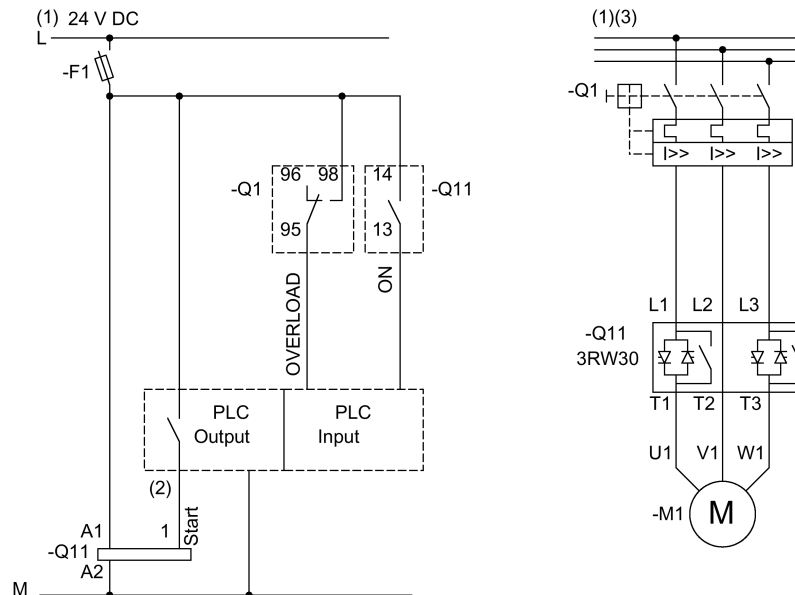 (1) 24 V DC
L
-F1
-Q1
96 98
95
14
13
-Q11
OVERLOAD
ON
PLC
Output
PLC
Input
(2)
Start
A1
1
-Q11
A2
M
(1)(3)
-Q1
I>> I>> I>>
L1 L2 L3
-Q11
3RW30
T1 T2 T3
U1 V1 W1
-M1
M